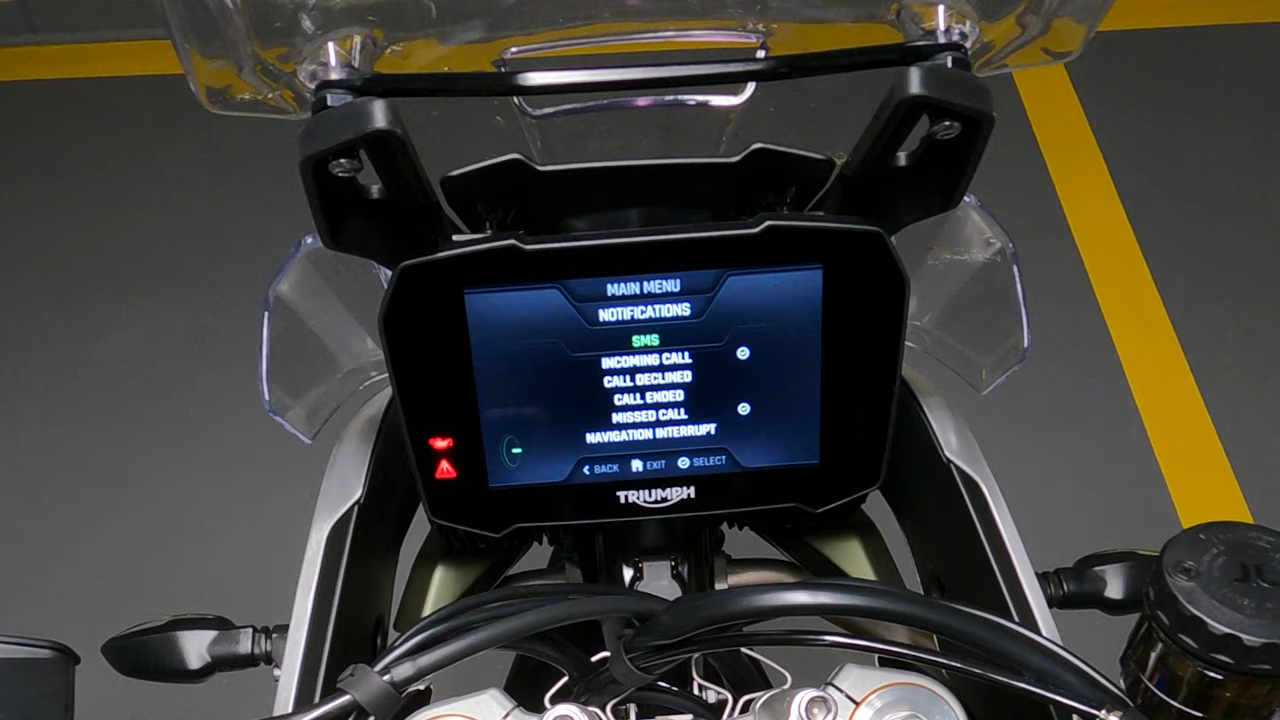 MAIN MENU
NOTIFICATIONS
SMS
INCOMING CALL
CALL DECLINED
CALL ENDED
MISSED CALL
NAVIGATION INTERRUPT
BACK EXIT SELECT
TRIUMPH